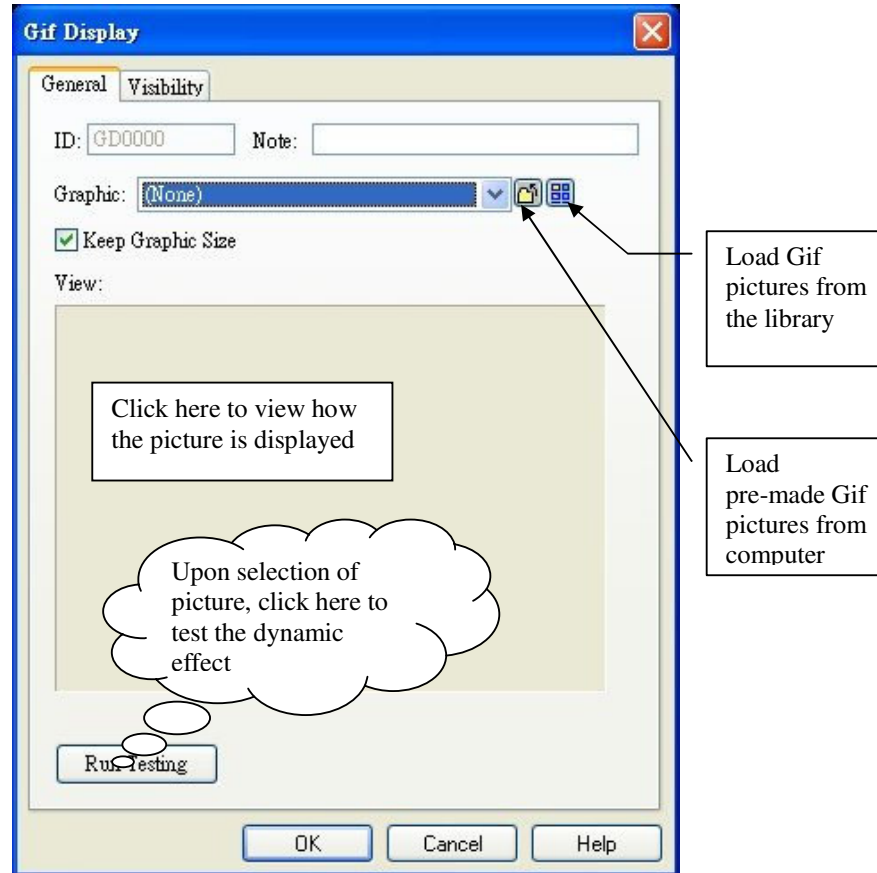 Gif Display
General Visibility
ID: GD0000 Note:
Graphic: (None)
Keep Graphic Size
View:
Load Gif
pictures from
the library
Click here to view how
the picture is displayed
Load
pre-made Gif
pictures from
computer
Upon selection of
picture, click here to
test the dynamic
effect
Run Testing
OK Cancel Help